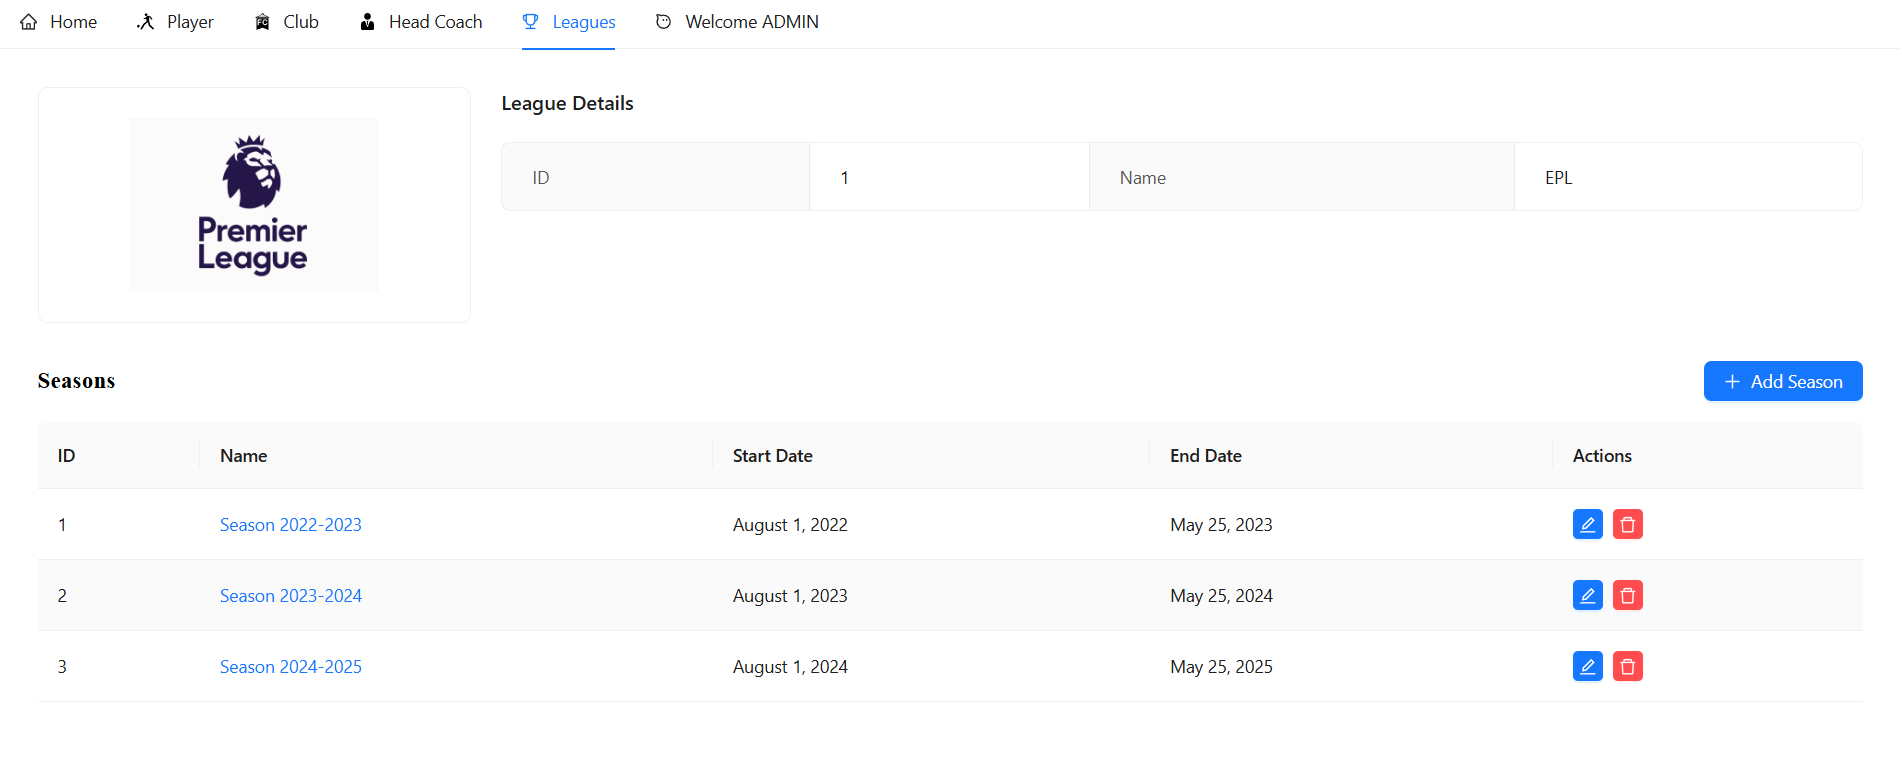 Home Player Club Head Coach Leagues Welcome ADMIN
Premier
League
League Details
ID 1 Name EPL
Seasons
Add Season
ID Name Start Date End Date Actions
1 Season 2022-2023 August 1, 2022 May 25, 2023
2 Season 2023-2024 August 1, 2023 May 25, 2024
3 Season 2024-2025 August 1, 2024 May 25, 2025